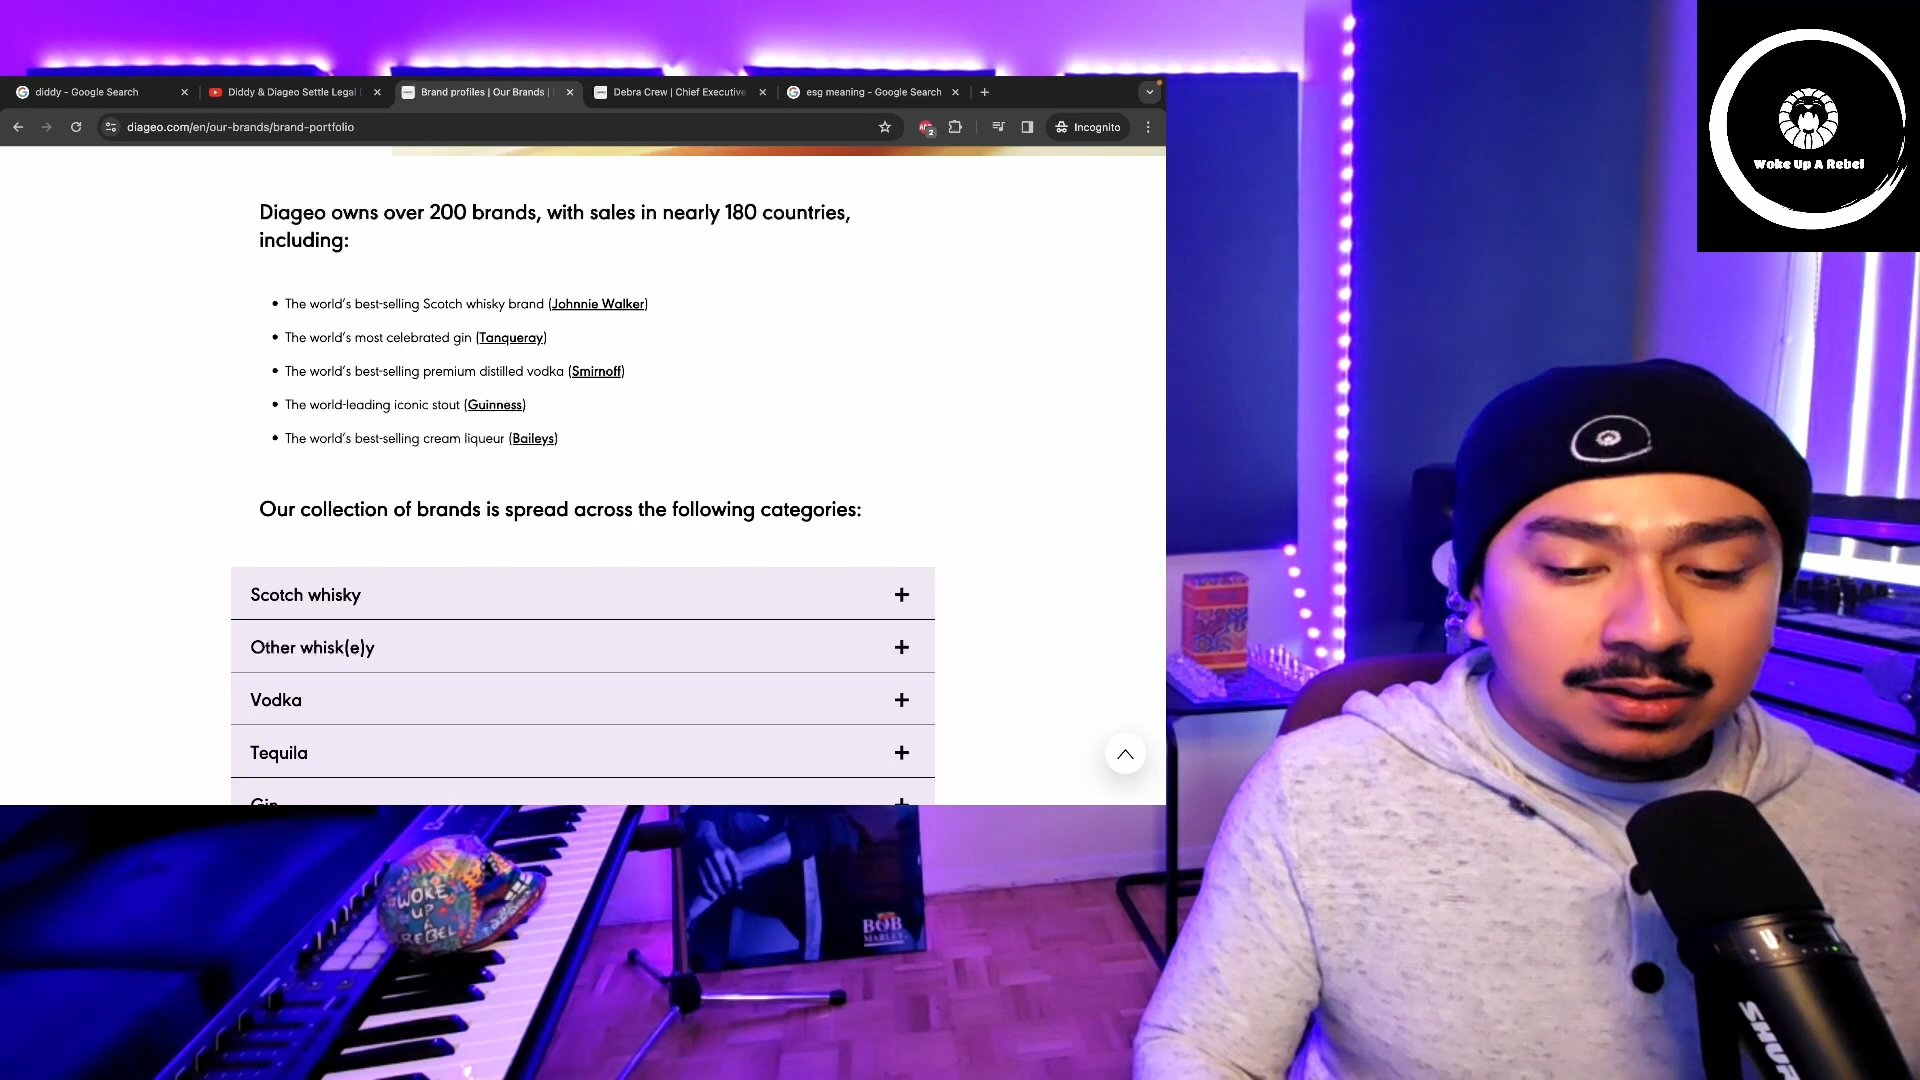 diddy - Google Search
Diddy & Diageo Settle Legal
Brand profiles | Our Brands |
Debra Crew | Chief Executive
esg meaning - Google Search
diageo.com/en/our-brands/brand-portfolio
2
Incognito
Woke Up A Rebel
Diageo owns over 200 brands, with sales in nearly 180 countries,
including:
• The world's best-selling Scotch whisky brand (Johnnie Walker)
• The world's most celebrated gin (Tanqueray)
• The world's best-selling premium distilled vodka (Smirnoff)
• The world-leading iconic stout (Guinness)
• The world's best-selling cream liqueur (Baileys)
Our collection of brands is spread across the following categories:
Scotch whisky
Other whisk(e)y
Vodka
Tequila
Gin
WOKE
UP
A
REBEL
BOB
MARLEY
SHURE